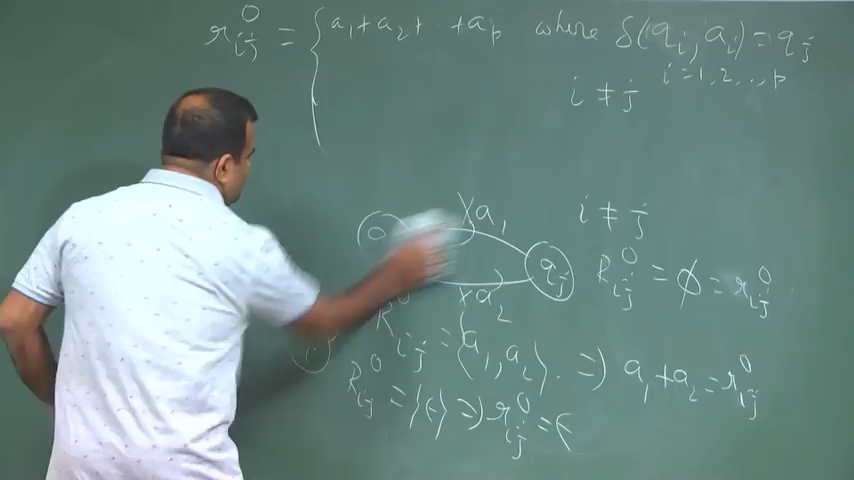 r⁰ᵢⱼ = { a₁ + a₂ + ⋯ + aₚ where δ(qᵢ, aᵢ) = qⱼ
i = 1, 2, .., p
i ≠ j
a₁ i ≠ j
qⱼ R⁰ᵢⱼ = ϕ = r⁰ᵢⱼ
a₂
R⁰ᵢⱼ = {a₁, a₂}. ⇒ a₁ + a₂ = r⁰ᵢⱼ
R⁰ᵢⱼ = {ϵ} ⇒ r⁰ᵢⱼ = ϵ